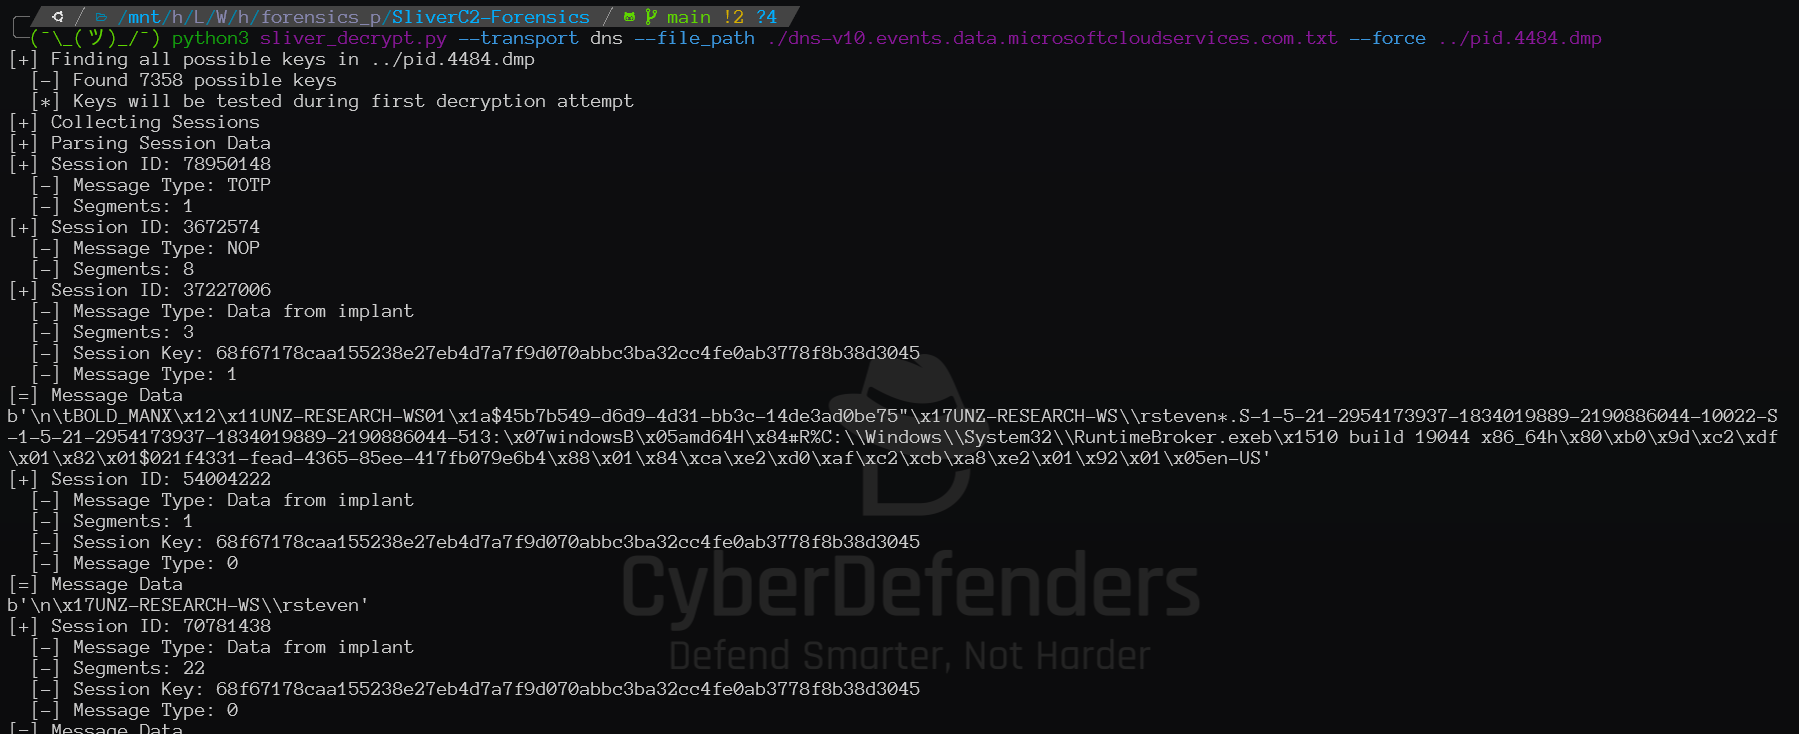 /mnt/h/L/W/h/forensics_p/SliverC2-Forensics / main !2 ?4
(¯\_(ツ)_/¯) python3 sliver_decrypt.py --transport dns --file_path ./dns-v10.events.data.microsoftcloudservices.com.txt --force ../pid.4484.dmp
[+] Finding all possible keys in ../pid.4484.dmp
[-] Found 7358 possible keys
[*] Keys will be tested during first decryption attempt
[+] Collecting Sessions
[+] Parsing Session Data
[+] Session ID: 78950148
[-] Message Type: TOTP
[-] Segments: 1
[+] Session ID: 3672574
[-] Message Type: NOP
[-] Segments: 8
[+] Session ID: 37227006
[-] Message Type: Data from implant
[-] Segments: 3
[-] Session Key: 68f67178caa155238e27eb4d7a7f9d070abbc3ba32cc4fe0ab3778f8b38d3045
[-] Message Type: 1
[=] Message Data
b'\n\tBOLD_MANX\x12\x11UNZ-RESEARCH-WS01\x1a$45b7b549-d6d9-4d31-bb3c-14de3ad0be75"\x17UNZ-RESEARCH-WS\\rsteven*.S-1-5-21-2954173937-1834019889-2190886044-10022-S
-1-5-21-2954173937-1834019889-2190886044-513:\x07windowsB\x05amd64H\x84#R%C:\\Windows\\System32\\RuntimeBroker.exeb\x1510 build 19044 x86_64h\x80\xb0\x9d\xc2\xdf
\x01\x82\x01$021f4331-fead-4365-85ee-417fb079e6b4\x88\x01\x84\xca\xe2\xd0\xaf\xc2\xcb\xa8\xe2\x01\x92\x01\x05en-US'
[+] Session ID: 54004222
[-] Message Type: Data from implant
[-] Segments: 1
[-] Session Key: 68f67178caa155238e27eb4d7a7f9d070abbc3ba32cc4fe0ab3778f8b38d3045
[-] Message Type: 0
[=] Message Data
b'\n\x17UNZ-RESEARCH-WS\\rsteven'
[+] Session ID: 70781438
[-] Message Type: Data from implant
[-] Segments: 22
[-] Session Key: 68f67178caa155238e27eb4d7a7f9d070abbc3ba32cc4fe0ab3778f8b38d3045
[-] Message Type: 0
[=] Message Data
CyberDefenders
Defend Smarter, Not Harder